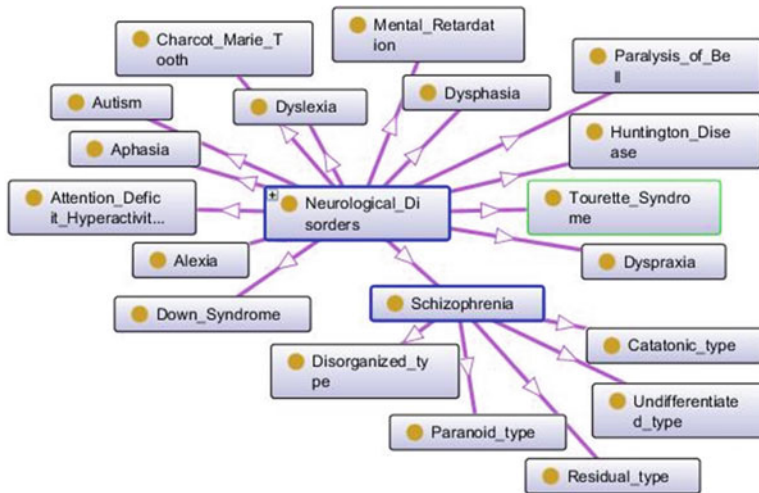 Charcot_Marie_T
ooth
Mental_Retardat
ion
Paralysis_of_Be
ll
Autism
Dyslexia
Dysphasia
Aphasia
Huntington_Dise
ase
Attention_Defic
it_Hyperactivit...
Neurological_Di
sorders
Tourette_Syndro
me
Alexia
Dyspraxia
Down_Syndrome
Schizophrenia
Disorganized_ty
pe
Catatonic_type
Undifferentiate
d_type
Paranoid_type
Residual_type